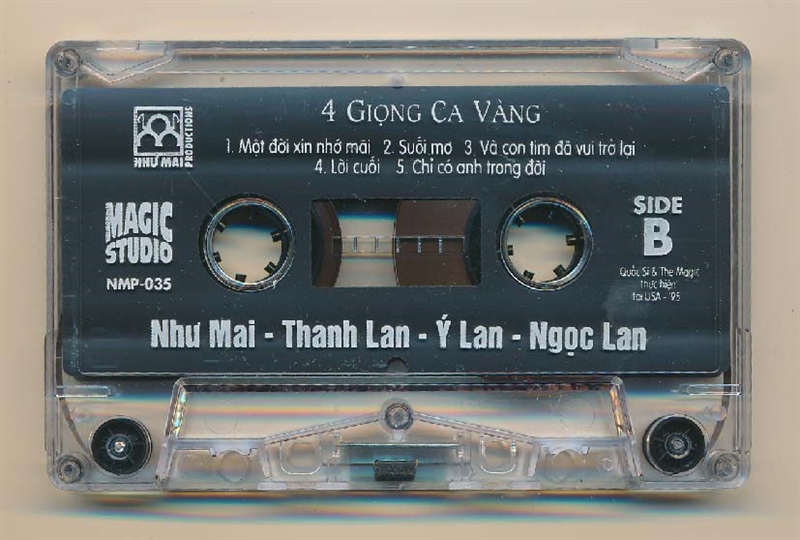 4 GIỌNG CA VÀNG
1. Một đời xin nhớ mãi 2. Suối mơ 3. Và con tim đã vui trở lại
4. Lời cuối 5. Chỉ có anh trong đời
NHƯ MAI
PRODUCTIONS
MAGIC
STUDIO
NMP-035
SIDE
B
Quốc Sĩ & The Magic
thực hiện
tại USA - '95
Như Mai - Thanh Lan - Ý Lan - Ngọc Lan